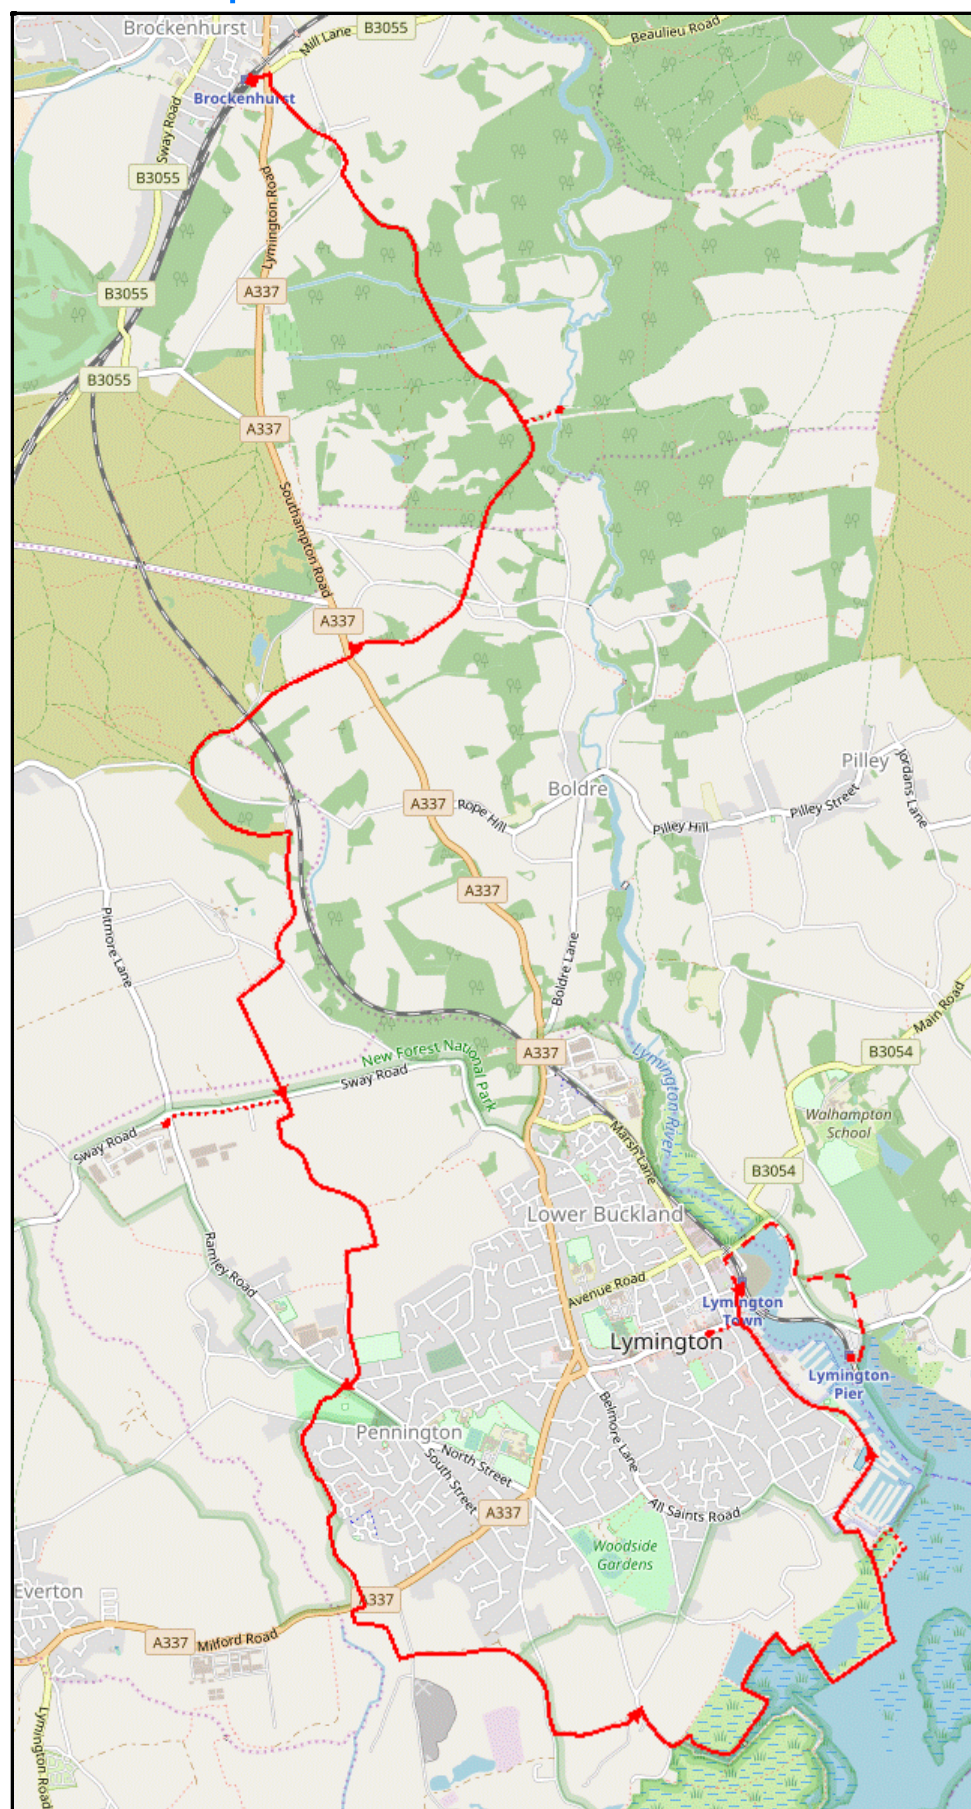 Brockenhurst
Mill Lane
B3055
Beaulieu Road
Brockenhurst
Sway Road
B3055
Lymington Road
B3055
A337
B3055
A337
Southampton Road
A337
Pilley
Jordans Lane
Boldre
A337
Rope Hill
Pilley Street
Pilley Hill
A337
Pitmore Lane
Boldre Lane
Main Road
A337
B3054
New Forest National
Park
Sway Road
Lymington River
Walhampton
School
Sway Road
Marsh Lane
B3054
Lower Buckland
Ramley Road
Avenue Road
Lymington
Town
Lymington
Lymington
Pier
Belmore Lane
Pennington
North Street
South Street
All Saints Road
A337
Woodside
Gardens
Everton
337
A337
Milford Road
Lymington Road